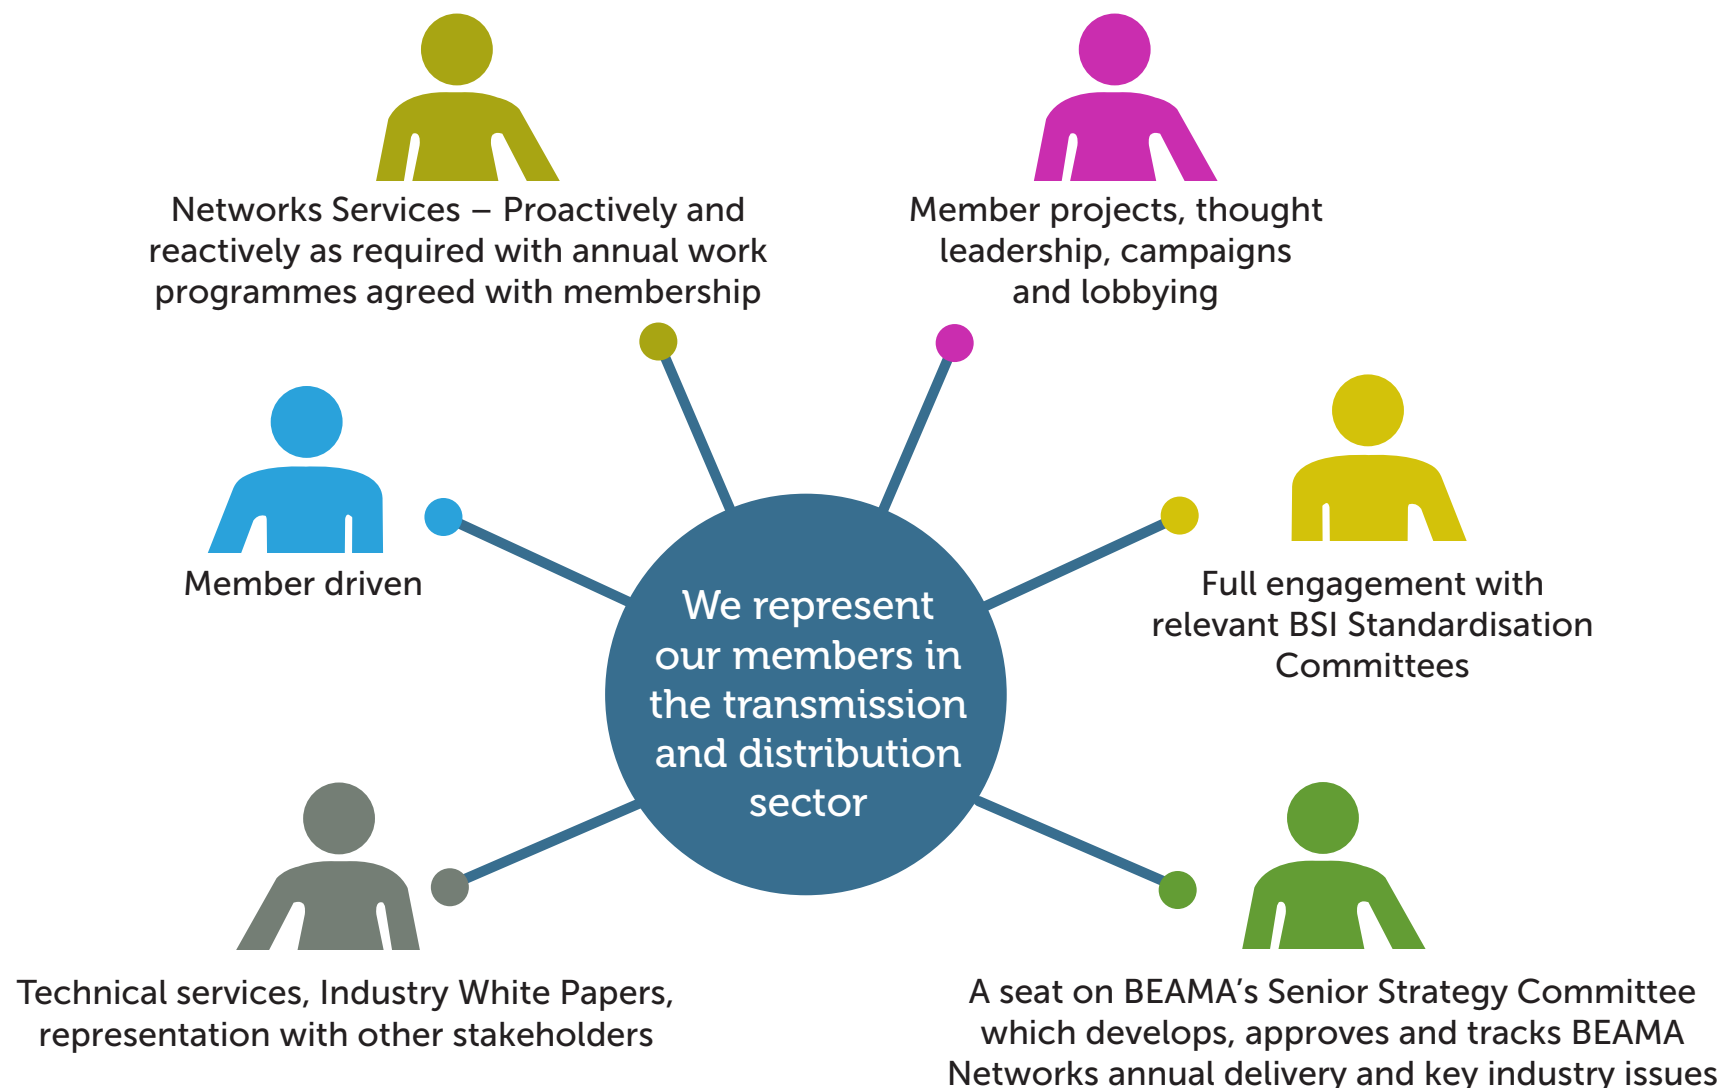 Networks Services – Proactively and
reactively as required with annual work
programmes agreed with membership
Member projects, thought
leadership, campaigns
and lobbying
Member driven
Full engagement with
relevant BSI Standardisation
Committees
We represent
our members in
the transmission
and distribution
sector
Technical services, Industry White Papers,
representation with other stakeholders
A seat on BEAMA’s Senior Strategy Committee
which develops, approves and tracks BEAMA
Networks annual delivery and key industry issues